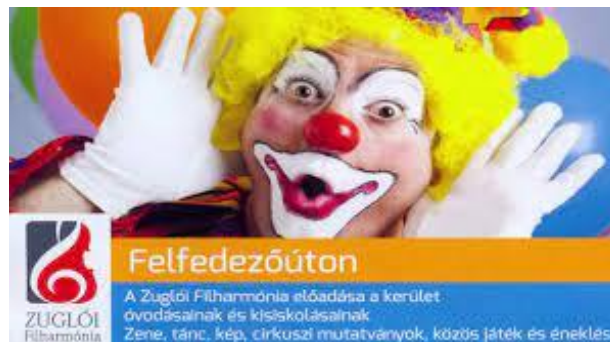 Felfedezőúton
A Zuglói Filharmónia előadása a kerület
óvodásainak és kisiskolásainak
Zene, tánc, kép, cirkuszi mutatványok, közös játék és éneklés
ZUGLÓI
Filharmónia